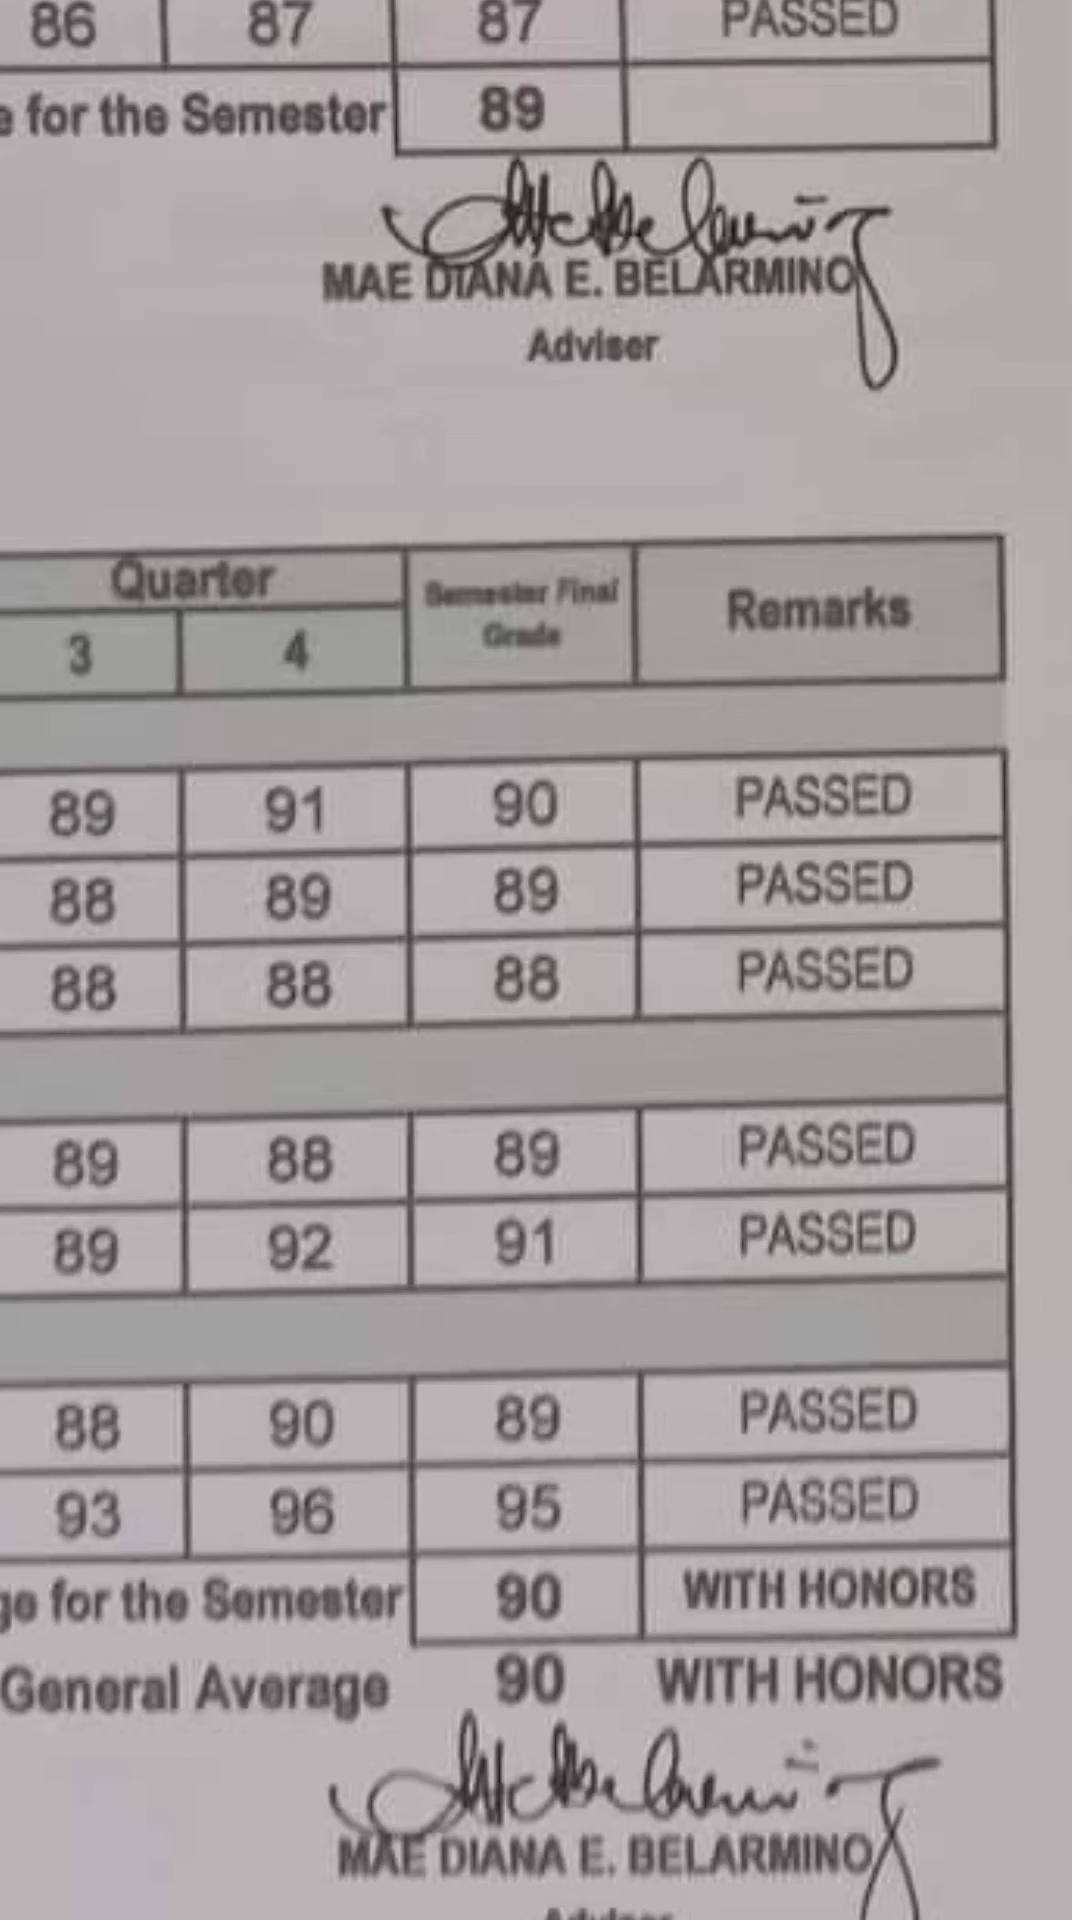 86 87 87 PASSED
e for the Semester 89
MAE DIANA E. BELARMINO
Adviser
Quarter Semester Final Grade Remarks
3 4
89 91 90 PASSED
88 89 89 PASSED
88 88 88 PASSED
89 88 89 PASSED
89 92 91 PASSED
88 90 89 PASSED
93 96 95 PASSED
ge for the Semester 90 WITH HONORS
General Average 90 WITH HONORS
MAE DIANA E. BELARMINO
Adviser